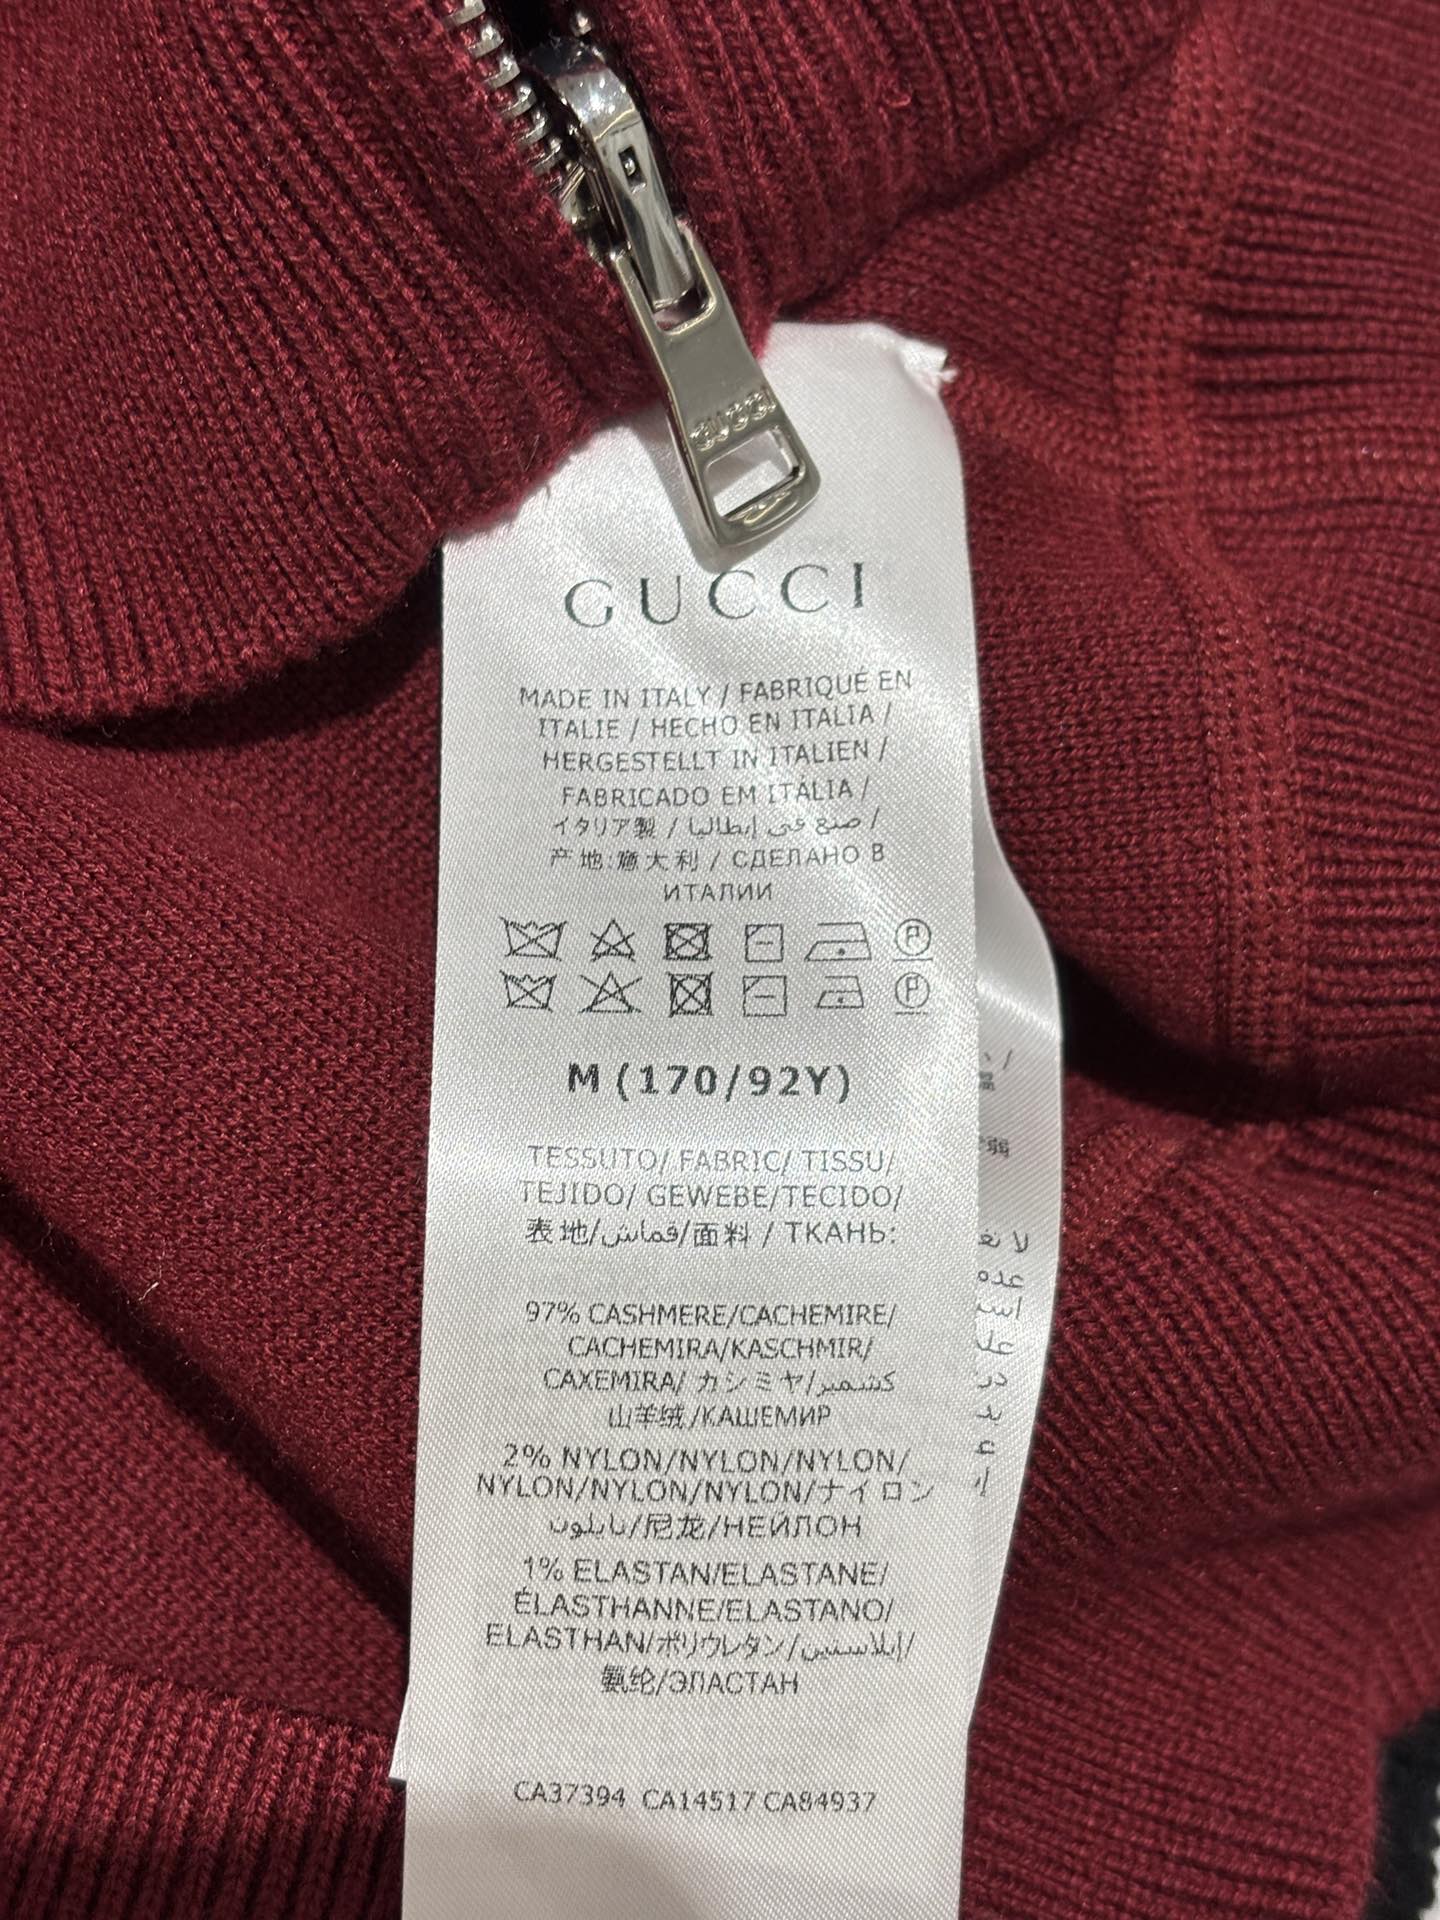 GUCCI
GUCCI
MADE IN ITALY / FABRIQUÉ EN
ITALIE / HECHO EN ITALIA /
HERGESTELLT IN ITALIEN /
FABRICADO EM ITÁLIA /
イタリア製 / صنع في إيطاليا /
产地:意大利 / СДЕЛАНО В
ИТАЛИИ
P
P
M (170/92Y)
TESSUTO/ FABRIC/ TISSU/
TEJIDO/ GEWEBE/TECIDO/
表地/قماش/面料 / ТКАНЬ:
97% CASHMERE/CACHEMIRE/
CACHEMIRA/KASCHMIR/
CAXEMIRA/ カシミヤ/كشمير
山羊绒/КАШЕМИР
2% NYLON/NYLON/NYLON/
NYLON/NYLON/NYLON/ナイロン
نايلون/尼龙/НЕЙЛОН
1% ELASTAN/ELASTANE/
ÉLASTHANNE/ELASTANO/
ELASTHAN/ポリウレタン/إيلاستين/
氨纶/ЭЛАСТАН
CA37394 CA14517 CA84937